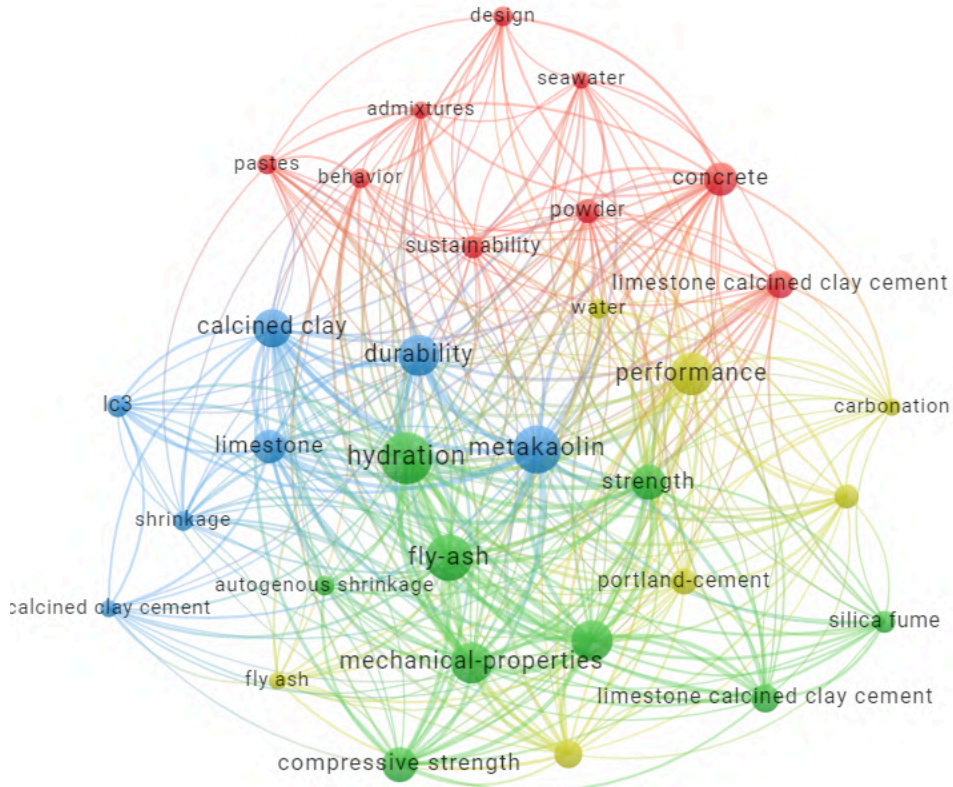 design
seawater
admixtures
pastes
behavior
concrete
powder
sustainability
limestone calcined clay cement
water
calcined clay
durability
performance
lc3
carbonation
limestone
hydration
metakaolin
strength
shrinkage
fly-ash
autogenous shrinkage
portland-cement
calcined clay cement
silica fume
mechanical-properties
fly ash
limestone calcined clay cement
compressive strength